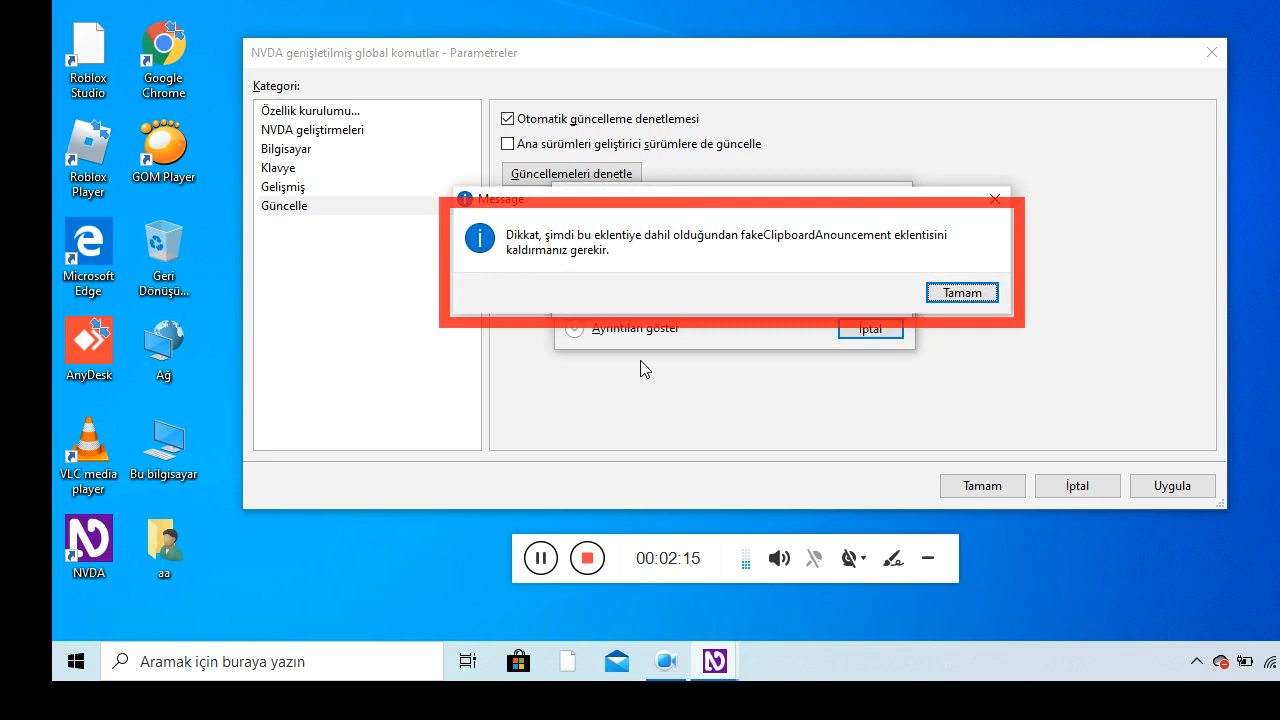 Roblox
Studio
Google
Chrome
Roblox
Player
GOM Player
Microsoft
Edge
Geri
Dönüşü...
AnyDesk
Ağ
VLC media
player
Bu bilgisayar
NVDA
aa
NVDA genişletilmiş global komutlar - Parametreler
Kategori:
Özellik kurulumu...
NVDA geliştirmeleri
Bilgisayar
Klavye
Gelişmiş
Güncelle
Otomatik güncelleme denetlemesi
Ana sürümleri geliştirici sürümlere de güncelle
Güncellemeleri denetle
Message
Dikkat, şimdi bu eklentiye dahil olduğundan fakeClipboardAnouncement eklentisini
kaldırmanız gerekir.
Tamam
Ayrıntıları göster
İptal
Tamam
İptal
Uygula
00:02:15
Aramak için buraya yazın